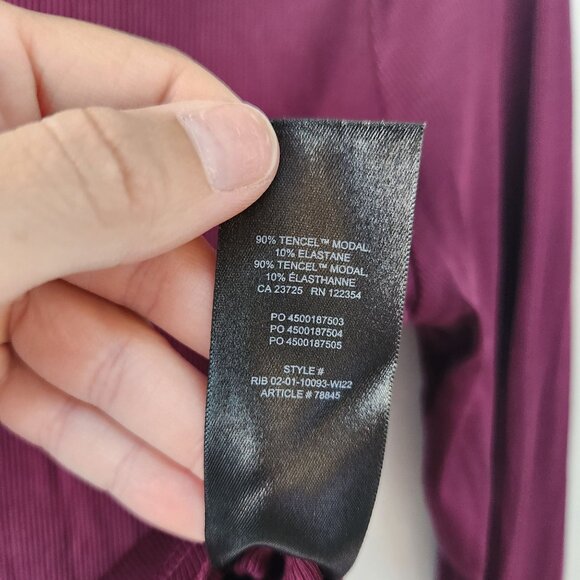 90% TENCEL™ MODAL,
10% ELASTANE
90% TENCEL™ MODAL,
10% ÉLASTHANNE
CA 23725 RN 122354
PO 4500187503
PO 4500187504
PO 4500187505
STYLE #
RIB 02-01-10093-WI22
ARTICLE # 78845